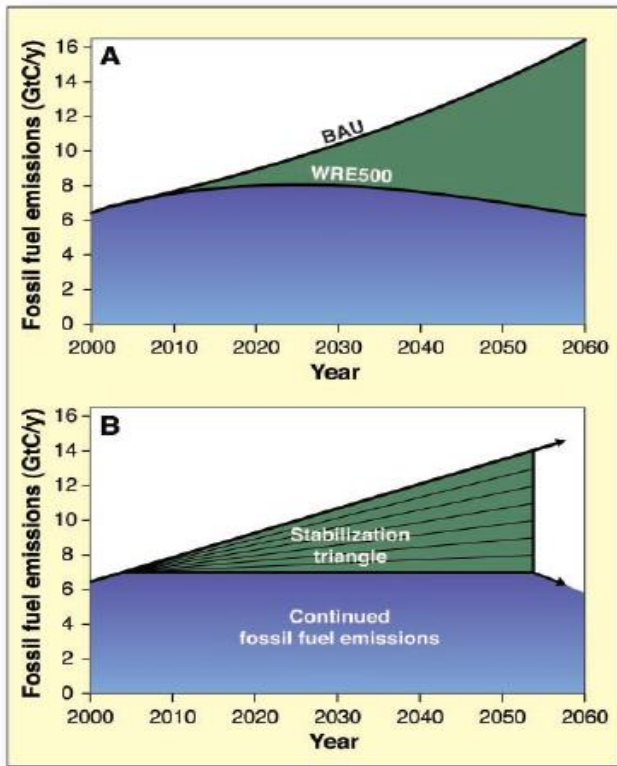 A
Fossil fuel emissions (GtC/y)
16
14
12
10
8
6
4
2
0
BAU
WRE500
2000 2010 2020 2030 2040 2050 2060
Year
B
Fossil fuel emissions (GtC/y)
16
14
12
10
8
6
4
2
0
Stabilization
triangle
Continued
fossil fuel emissions
2000 2010 2020 2030 2040 2050 2060
Year